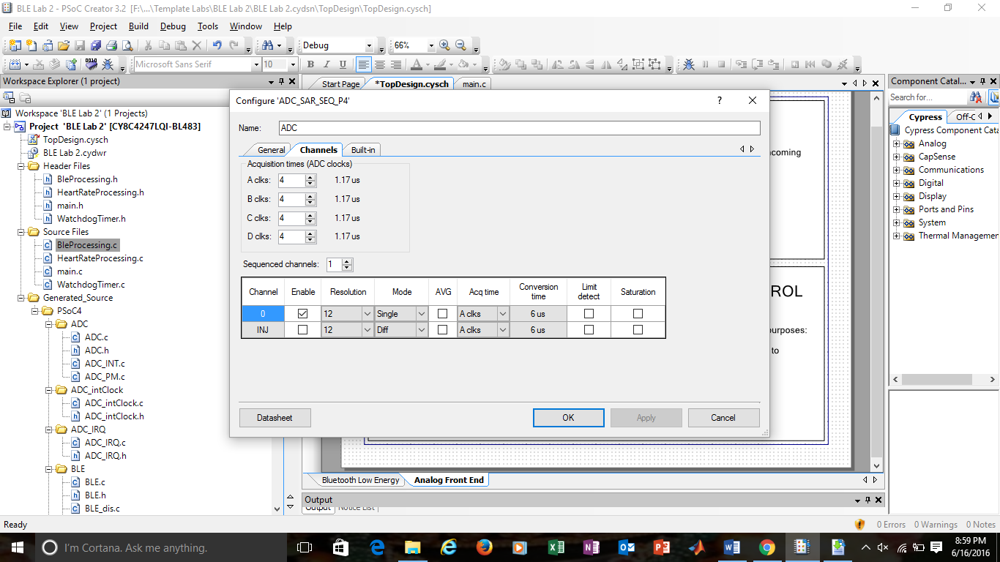 BLE Lab 2 - PSoC Creator 3.2 [F:\...\Template Labs\BLE Lab 2\BLE Lab 2.cydsn\TopDesign\TopDesign.cysch]
File Edit View Project Build Debug Tools Window Help
Debug 66%
Microsoft Sans Serif 10 B I U
Workspace Explorer (1 project)
Start Page *TopDesign.cysch main.c
Component Catal...
Search for...
Cypress Off-C
Workspace 'BLE Lab 2' (1 Projects)
Project 'BLE Lab 2' [CY8C4247LQI-BL483]
TopDesign.cysch
BLE Lab 2.cydwr
Header Files
BleProcessing.h
HeartRateProcessing.h
main.h
WatchdogTimer.h
Source Files
BleProcessing.c
HeartRateProcessing.c
main.c
WatchdogTimer.c
Generated_Source
PSoC4
ADC
ADC.c
ADC.h
ADC_INT.c
ADC_PM.c
ADC_intClock
ADC_intClock.c
ADC_intClock.h
ADC_IRQ
ADC_IRQ.c
ADC_IRQ.h
BLE
BLE.c
BLE.h
BLE_dis.c
Configure 'ADC_SAR_SEQ_P4'
Name: ADC
General Channels Built-in
Acquisition times (ADC clocks)
A clks: 4 1.17 us
B clks: 4 1.17 us
C clks: 4 1.17 us
D clks: 4 1.17 us
Sequenced channels: 1
Channel Enable Resolution Mode AVG Acq time Conversion time Limit detect Saturation
0 12 Single A clks 6 us
INJ 12 Diff A clks 6 us
Datasheet OK Apply Cancel
ncoming
ROL
urposes:
to
Cypress Component Cata
Analog
CapSense
Communications
Digital
Display
Ports and Pins
System
Thermal Managemen
Bluetooth Low Energy Analog Front End
Output
Output Notice List
Ready 0 Errors 0 Warnings 0 Notes
I'm Cortana. Ask me anything.
8:59 PM
6/16/2016